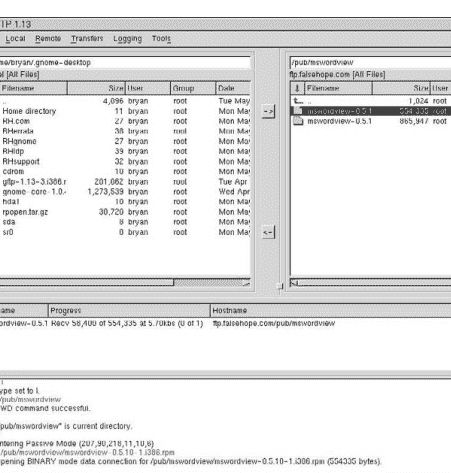 TP 1.13
Local Remote Transfers Logging Tools
me/bryan/.gnome-desktop
/pub/mswordview
al [All Files]
ftp.falsehope.com [All Files]
Filename Size User Group Date
Filename Size User
.. 4,096 bryan root Tue May
.. 1,024 root
Home directory 11 bryan root Mon May
mswordview-0.5.1 554,335 root
RH.com 27 bryan root Mon May
mswordview-0.5.1 865,947 root
RHerrata 38 bryan root Mon May
RHgnome 27 bryan root Mon May
RHldp 39 bryan root Mon May
RHsupport 32 bryan root Mon May
cdrom 10 bryan root Mon May
gftp-1.13-3.i386.r 201,062 bryan root Tue Apr
gnome-core-1.0.- 1,273,539 bryan root Wed Apr
hda1 10 bryan root Mon May
rpopen.tar.gz 30,720 bryan root Mon May
sda 8 bryan root Mon May
sr0 0 bryan root Mon May
->
<-
ame Progress Hostname
ordview-0.5.1 Recv 58,400 of 554,335 at 5.70kbs (0 of 1) ftp.falsehope.com/pub/mswordview
ype set to I.
/pub/mswordview
WD command successful.
pub/mswordview" is current directory.
ntering Passive Mode (207,90,218,11,10,6)
/pub/mswordview/mswordview-0.5.10-1.i386.rpm
pening BINARY mode data connection for /pub/mswordview/mswordview-0.5.10-1.i386.rpm (554335 bytes).